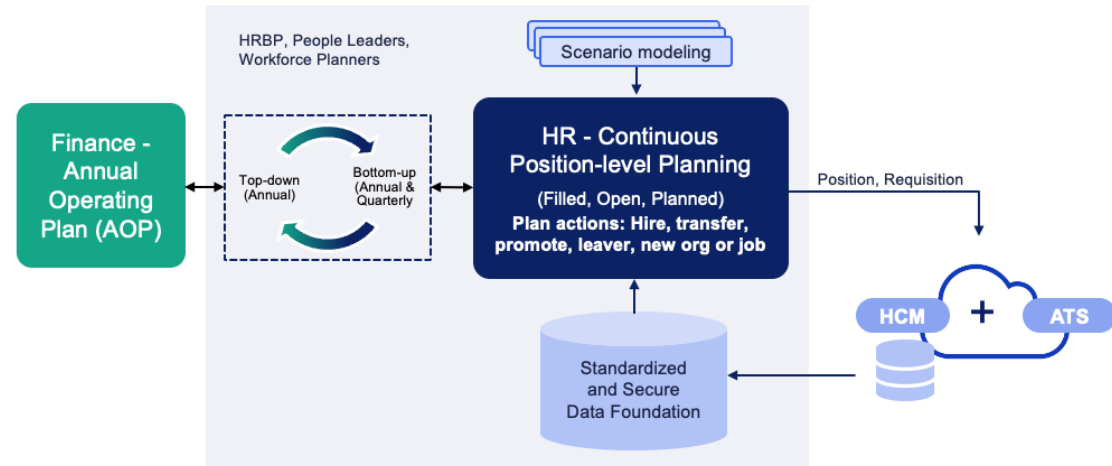 HRBP, People Leaders,
Workforce Planners
Scenario modeling
Finance -
Annual
Operating
Plan (AOP)
Top-down
(Annual)
Bottom-up
(Annual &
Quarterly
HR - Continuous
Position-level Planning
(Filled, Open, Planned)
Plan actions: Hire, transfer,
promote, leaver, new org or job
Position, Requisition
HCM
+
ATS
Standardized
and Secure
Data Foundation